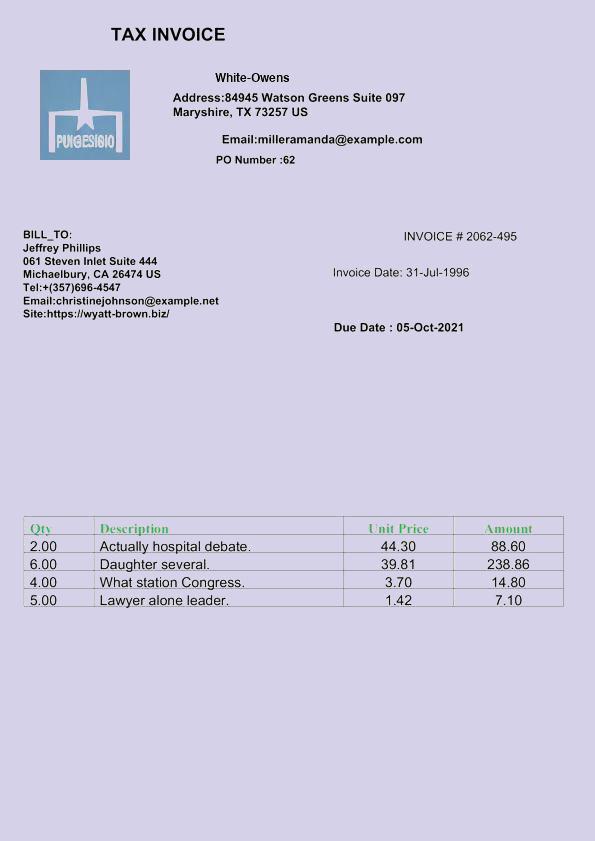 TAX INVOICE
White-Owens
Address:84945 Watson Greens Suite 097
Maryshire, TX 73257 US
Email:milleramanda@example.com
PO Number :62
PUIGESIBIO
BILL_TO:
Jeffrey Phillips
061 Steven Inlet Suite 444
Michaelbury, CA 26474 US
Tel:+(357)696-4547
Email:christinejohnson@example.net
Site:https://wyatt-brown.biz/
INVOICE # 2062-495
Invoice Date: 31-Jul-1996
Due Date : 05-Oct-2021
Qty Description Unit Price Amount
2.00 Actually hospital debate. 44.30 88.60
6.00 Daughter several. 39.81 238.86
4.00 What station Congress. 3.70 14.80
5.00 Lawyer alone leader. 1.42 7.10